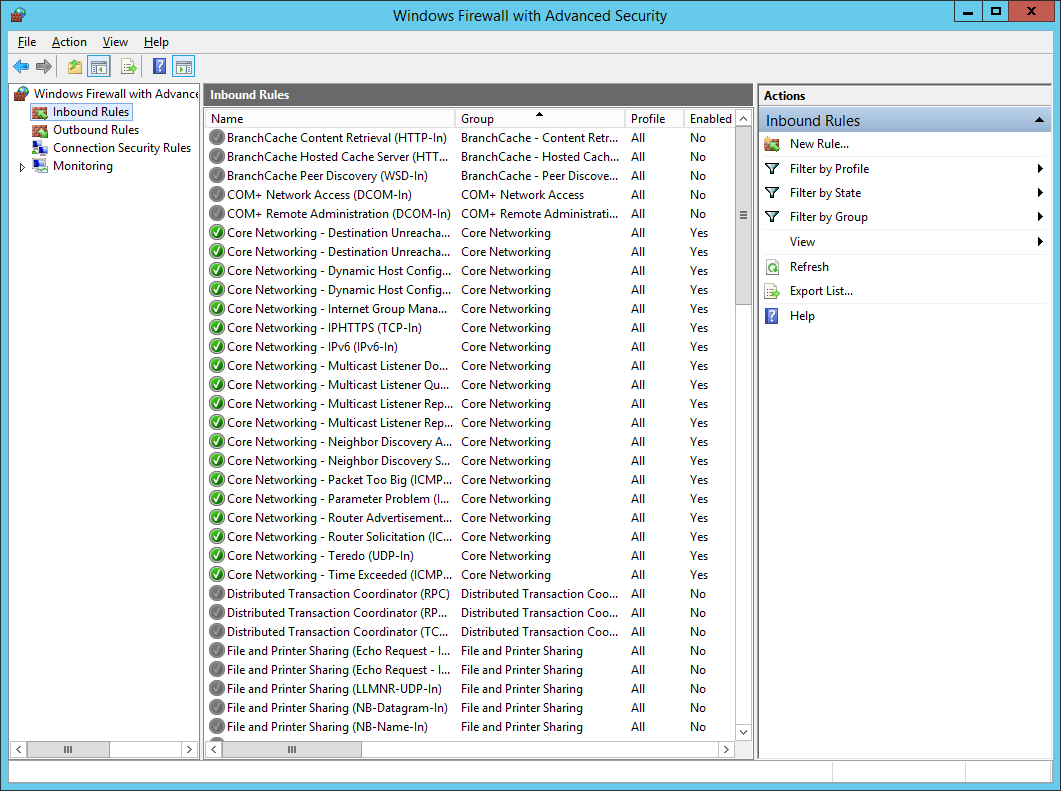 Windows Firewall with Advanced Security
File Action View Help
Windows Firewall with Advance
Inbound Rules
Outbound Rules
Connection Security Rules
Monitoring
Inbound Rules
Name Group Profile Enabled
BranchCache Content Retrieval (HTTP-In) BranchCache - Content Retr... All No
BranchCache Hosted Cache Server (HTT... BranchCache - Hosted Cach... All No
BranchCache Peer Discovery (WSD-In) BranchCache - Peer Discove... All No
COM+ Network Access (DCOM-In) COM+ Network Access All No
COM+ Remote Administration (DCOM-In) COM+ Remote Administrati... All No
Core Networking - Destination Unreacha... Core Networking All Yes
Core Networking - Destination Unreacha... Core Networking All Yes
Core Networking - Dynamic Host Config... Core Networking All Yes
Core Networking - Dynamic Host Config... Core Networking All Yes
Core Networking - Internet Group Mana... Core Networking All Yes
Core Networking - IPHTTPS (TCP-In) Core Networking All Yes
Core Networking - IPv6 (IPv6-In) Core Networking All Yes
Core Networking - Multicast Listener Do... Core Networking All Yes
Core Networking - Multicast Listener Qu... Core Networking All Yes
Core Networking - Multicast Listener Rep... Core Networking All Yes
Core Networking - Multicast Listener Rep... Core Networking All Yes
Core Networking - Neighbor Discovery A... Core Networking All Yes
Core Networking - Neighbor Discovery S... Core Networking All Yes
Core Networking - Packet Too Big (ICMP... Core Networking All Yes
Core Networking - Parameter Problem (I... Core Networking All Yes
Core Networking - Router Advertisement... Core Networking All Yes
Core Networking - Router Solicitation (IC... Core Networking All Yes
Core Networking - Teredo (UDP-In) Core Networking All Yes
Core Networking - Time Exceeded (ICMP... Core Networking All Yes
Distributed Transaction Coordinator (RPC) Distributed Transaction Coo... All No
Distributed Transaction Coordinator (RP... Distributed Transaction Coo... All No
Distributed Transaction Coordinator (TC... Distributed Transaction Coo... All No
File and Printer Sharing (Echo Request - I... File and Printer Sharing All No
File and Printer Sharing (Echo Request - I... File and Printer Sharing All No
File and Printer Sharing (LLMNR-UDP-In) File and Printer Sharing All No
File and Printer Sharing (NB-Datagram-In) File and Printer Sharing All No
File and Printer Sharing (NB-Name-In) File and Printer Sharing All No
Actions
Inbound Rules
New Rule...
Filter by Profile
Filter by State
Filter by Group
View
Refresh
Export List...
Help